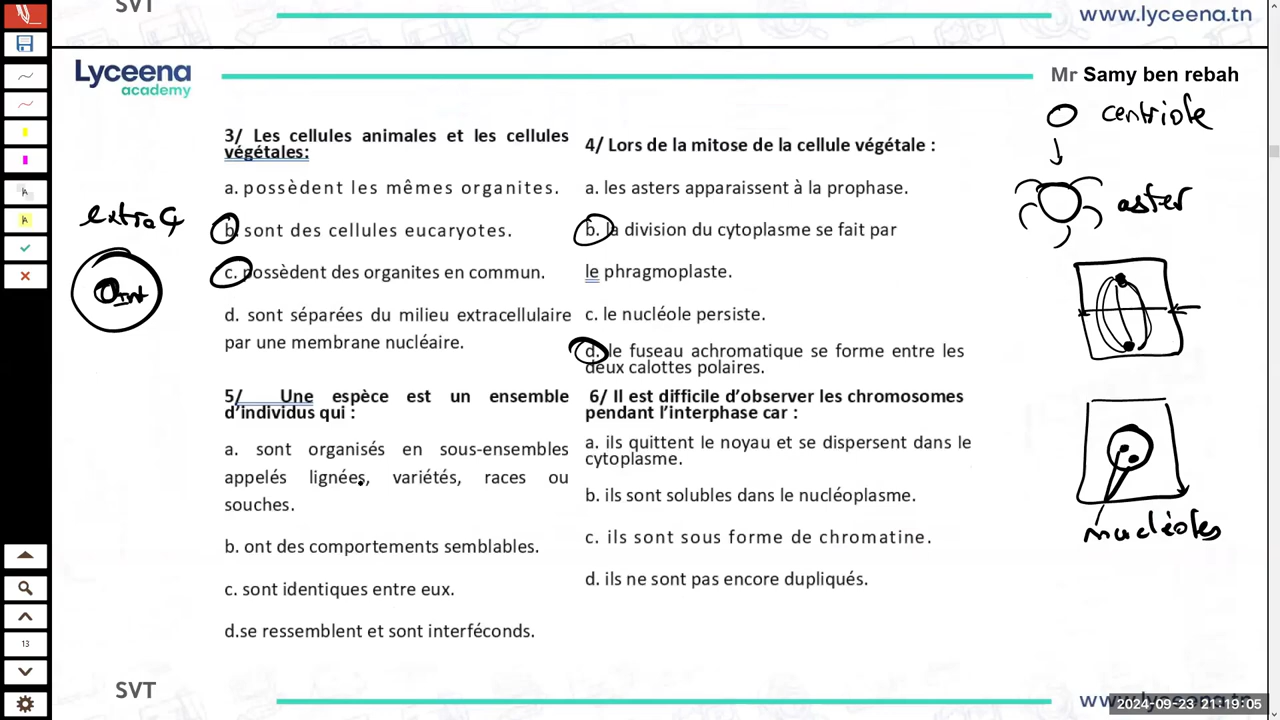 SVT
www.lyceena.tn
Lyceena
academy
Mr Samy ben rebah
3/ Les cellules animales et les cellules
végétales:
a. possèdent les mêmes organites.
b. sont des cellules eucaryotes.
c. possèdent des organites en commun.
d. sont séparées du milieu extracellulaire
par une membrane nucléaire.
4/ Lors de la mitose de la cellule végétale :
a. les asters apparaissent à la prophase.
b. la division du cytoplasme se fait par
le phragmoplaste.
c. le nucléole persiste.
d. le fuseau achromatique se forme entre les
deux calottes polaires.
5/ Une espèce est un ensemble
d'individus qui :
a. sont organisés en sous-ensembles
appelés lignées, variétés, races ou
souches.
b. ont des comportements semblables.
c. sont identiques entre eux.
d.se ressemblent et sont interféconds.
6/ Il est difficile d'observer les chromosomes
pendant l'interphase car :
a. ils quittent le noyau et se dispersent dans le
cytoplasme.
b. ils sont solubles dans le nucléoplasme.
c. ils sont sous forme de chromatine.
d. ils ne sont pas encore dupliqués.
centriole
aster
nucléoles
13
SVT
2024-09-23 21:19:05